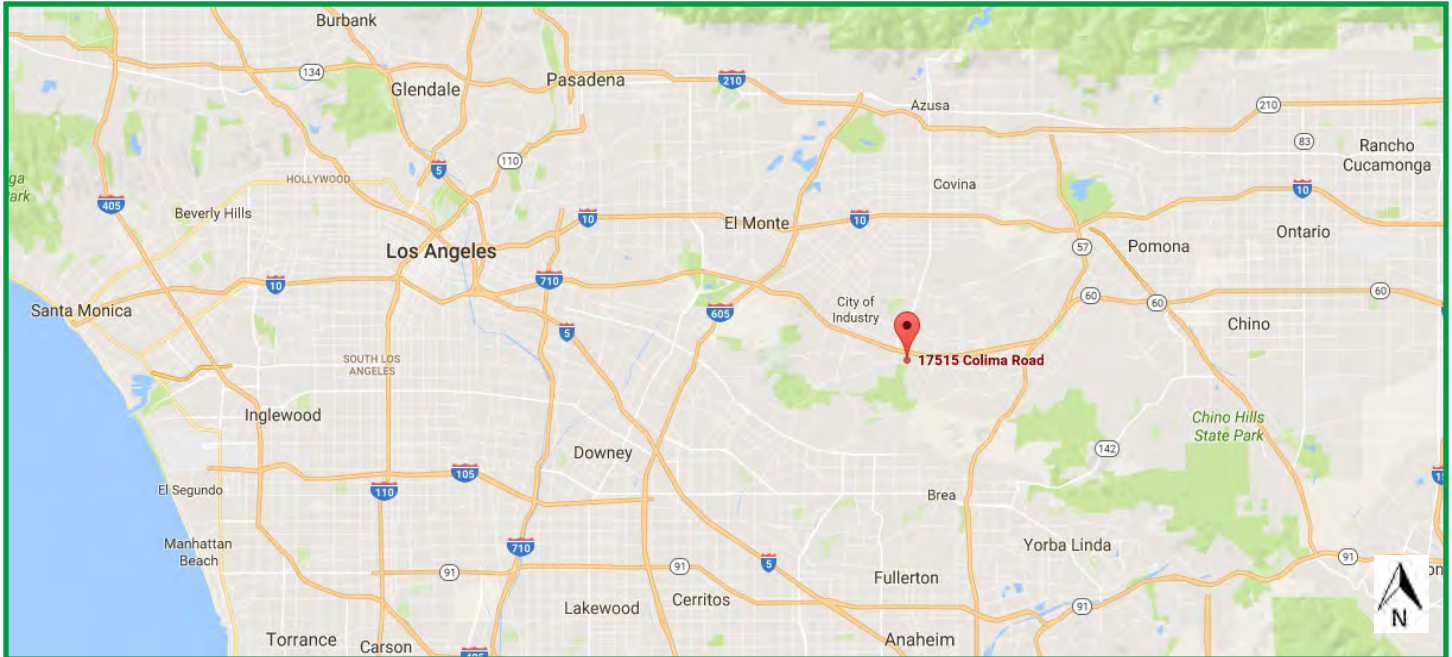 Burbank
134
Glendale
Pasadena
210
Azusa
210
83
Rancho
Cucamonga
5
110
HOLLYWOOD
ga
ark
405
Beverly Hills
Covina
10
10
El Monte
10
Los Angeles
57
Pomona
Ontario
10
710
Santa Monica
605
City of
Industry
60
60
60
Chino
5
17515 Colima Road
SOUTH LOS
ANGELES
Inglewood
Chino Hills
State Park
Downey
142
105
110
El Segundo
Brea
15
Manhattan
Beach
710
Yorba Linda
91
91
5
91
Fullerton
on
Lakewood
Cerritos
91
N
Torrance
Carson
405
Anaheim